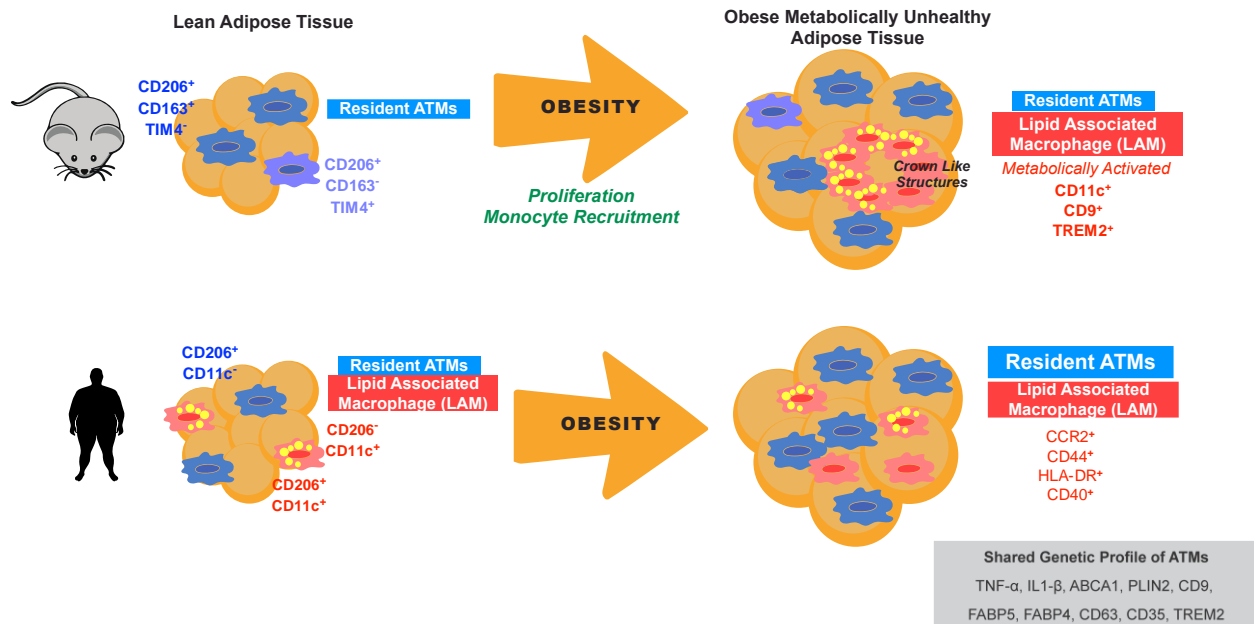 Lean Adipose Tissue
Obese Metabolically Unhealthy
Adipose Tissue
CD206⁺
CD163⁺
TIM4⁻
Resident ATMs
CD206⁺
CD163⁻
TIM4⁺
OBESITY
Proliferation
Monocyte Recruitment
Crown Like
Structures
Resident ATMs
Lipid Associated
Macrophage (LAM)
Metabolically Activated
CD11c⁺
CD9⁺
TREM2⁺
CD206⁺
CD11c⁻
Resident ATMs
Lipid Associated
Macrophage (LAM)
CD206⁻
CD11c⁺
CD206⁺
CD11c⁺
OBESITY
Resident ATMs
Lipid Associated
Macrophage (LAM)
CCR2⁺
CD44⁺
HLA-DR⁺
CD40⁺
Shared Genetic Profile of ATMs
TNF-α, IL1-β, ABCA1, PLIN2, CD9,
FABP5, FABP4, CD63, CD35, TREM2